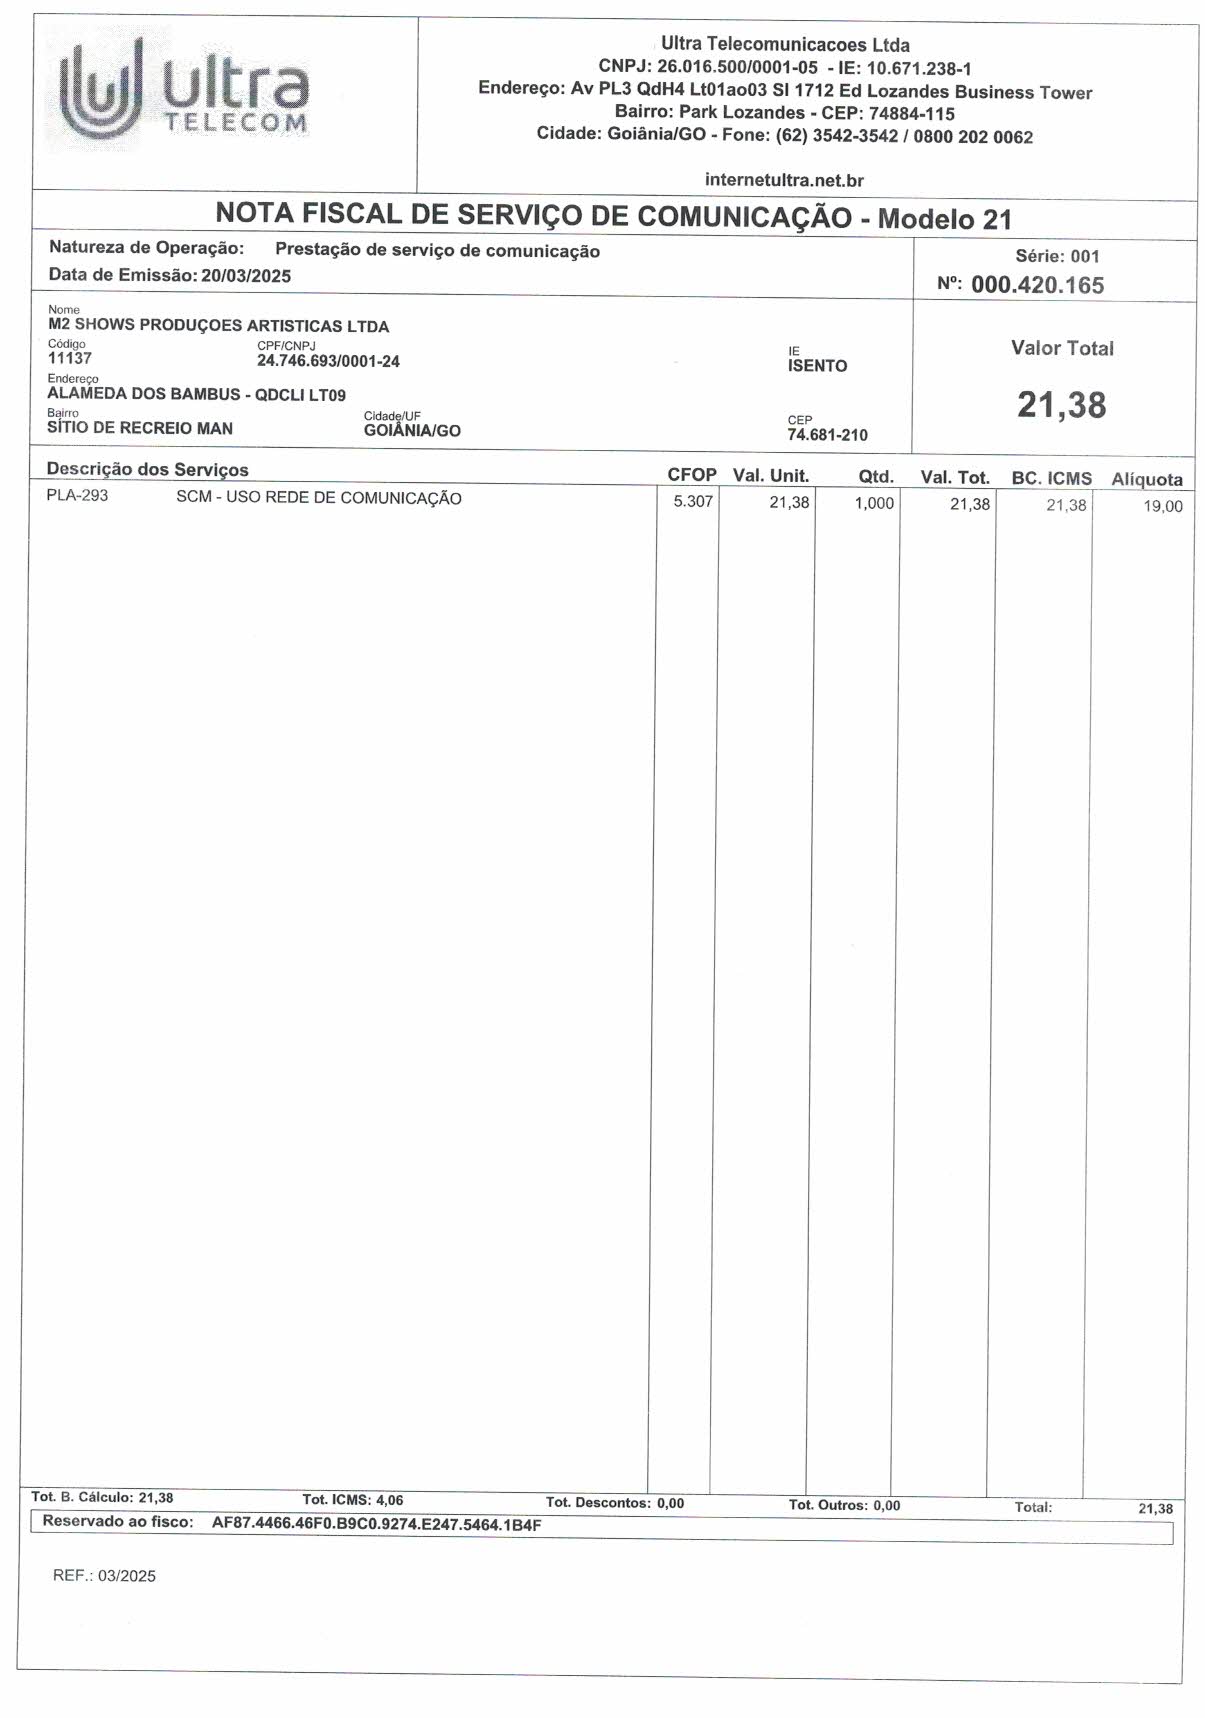 ultra
TELECOM
Ultra Telecomunicacoes Ltda
CNPJ: 26.016.500/0001-05 - IE: 10.671.238-1
Endereço: Av PL3 QdH4 Lt01ao03 Sl 1712 Ed Lozandes Business Tower
Bairro: Park Lozandes - CEP: 74884-115
Cidade: Goiânia/GO - Fone: (62) 3542-3542 / 0800 202 0062
internetultra.net.br
NOTA FISCAL DE SERVIÇO DE COMUNICAÇÃO - Modelo 21
Natureza de Operação: Prestação de serviço de comunicação
Data de Emissão: 20/03/2025
Série: 001
Nº: 000.420.165
Nome
M2 SHOWS PRODUÇOES ARTISTICAS LTDA
Código CPF/CNPJ IE
11137 24.746.693/0001-24 ISENTO
Endereço
ALAMEDA DOS BAMBUS - QDCLI LT09
Bairro Cidade/UF CEP
SÍTIO DE RECREIO MAN GOIÂNIA/GO 74.681-210
Valor Total
21,38
Descrição dos Serviços CFOP Val. Unit. Qtd. Val. Tot. BC. ICMS Alíquota
PLA-293 SCM - USO REDE DE COMUNICAÇÃO 5.307 21,38 1,000 21,38 21,38 19,00
Tot. B. Cálculo: 21,38 Tot. ICMS: 4,06 Tot. Descontos: 0,00 Tot. Outros: 0,00 Total: 21,38
Reservado ao fisco: AF87.4466.46F0.B9C0.9274.E247.5464.1B4F
REF.: 03/2025